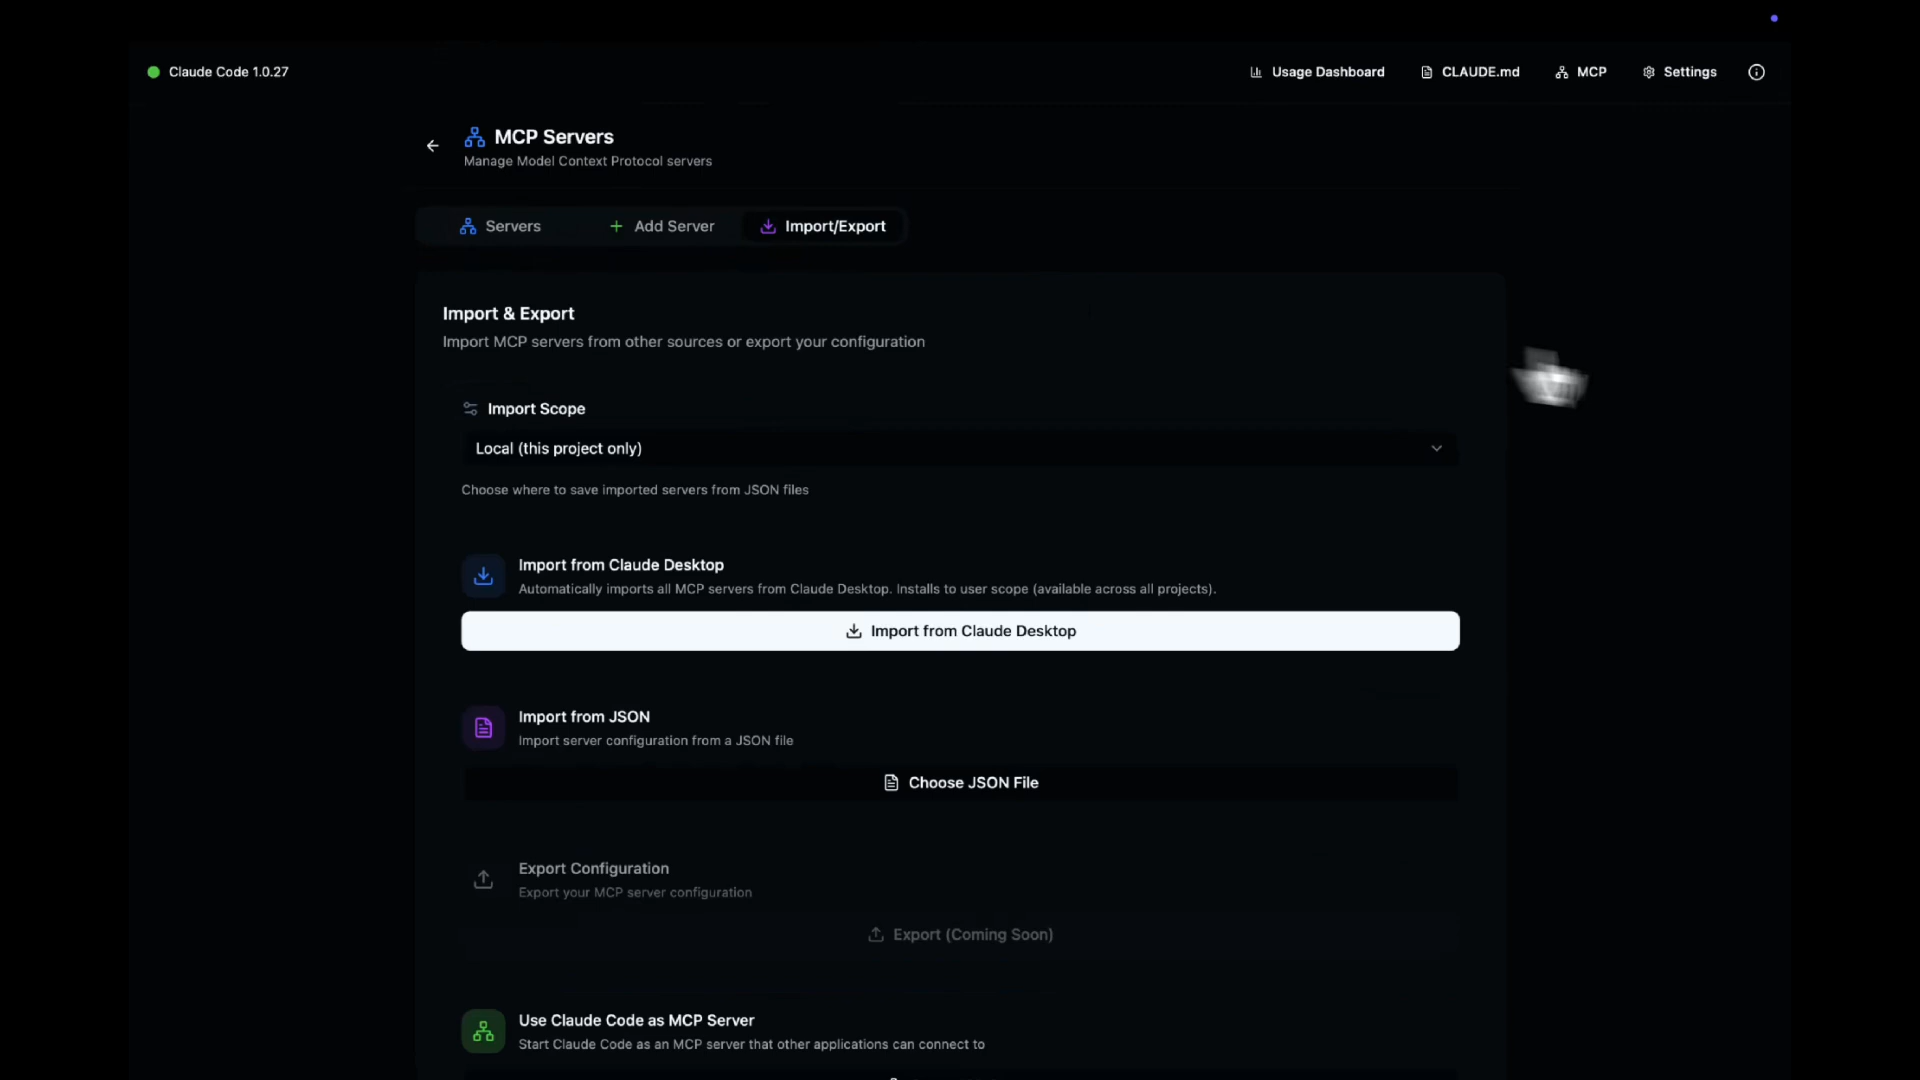 Claude Code 1.0.27
Usage Dashboard
CLAUDE.md
MCP
Settings
MCP Servers
Manage Model Context Protocol servers
Servers
Add Server
Import/Export
Import & Export
Import MCP servers from other sources or export your configuration
Import Scope
Local (this project only)
Choose where to save imported servers from JSON files
Import from Claude Desktop
Automatically imports all MCP servers from Claude Desktop. Installs to user scope (available across all projects).
Import from Claude Desktop
Import from JSON
Import server configuration from a JSON file
Choose JSON File
Export Configuration
Export your MCP server configuration
Export (Coming Soon)
Use Claude Code as MCP Server
Start Claude Code as an MCP server that other applications can connect to